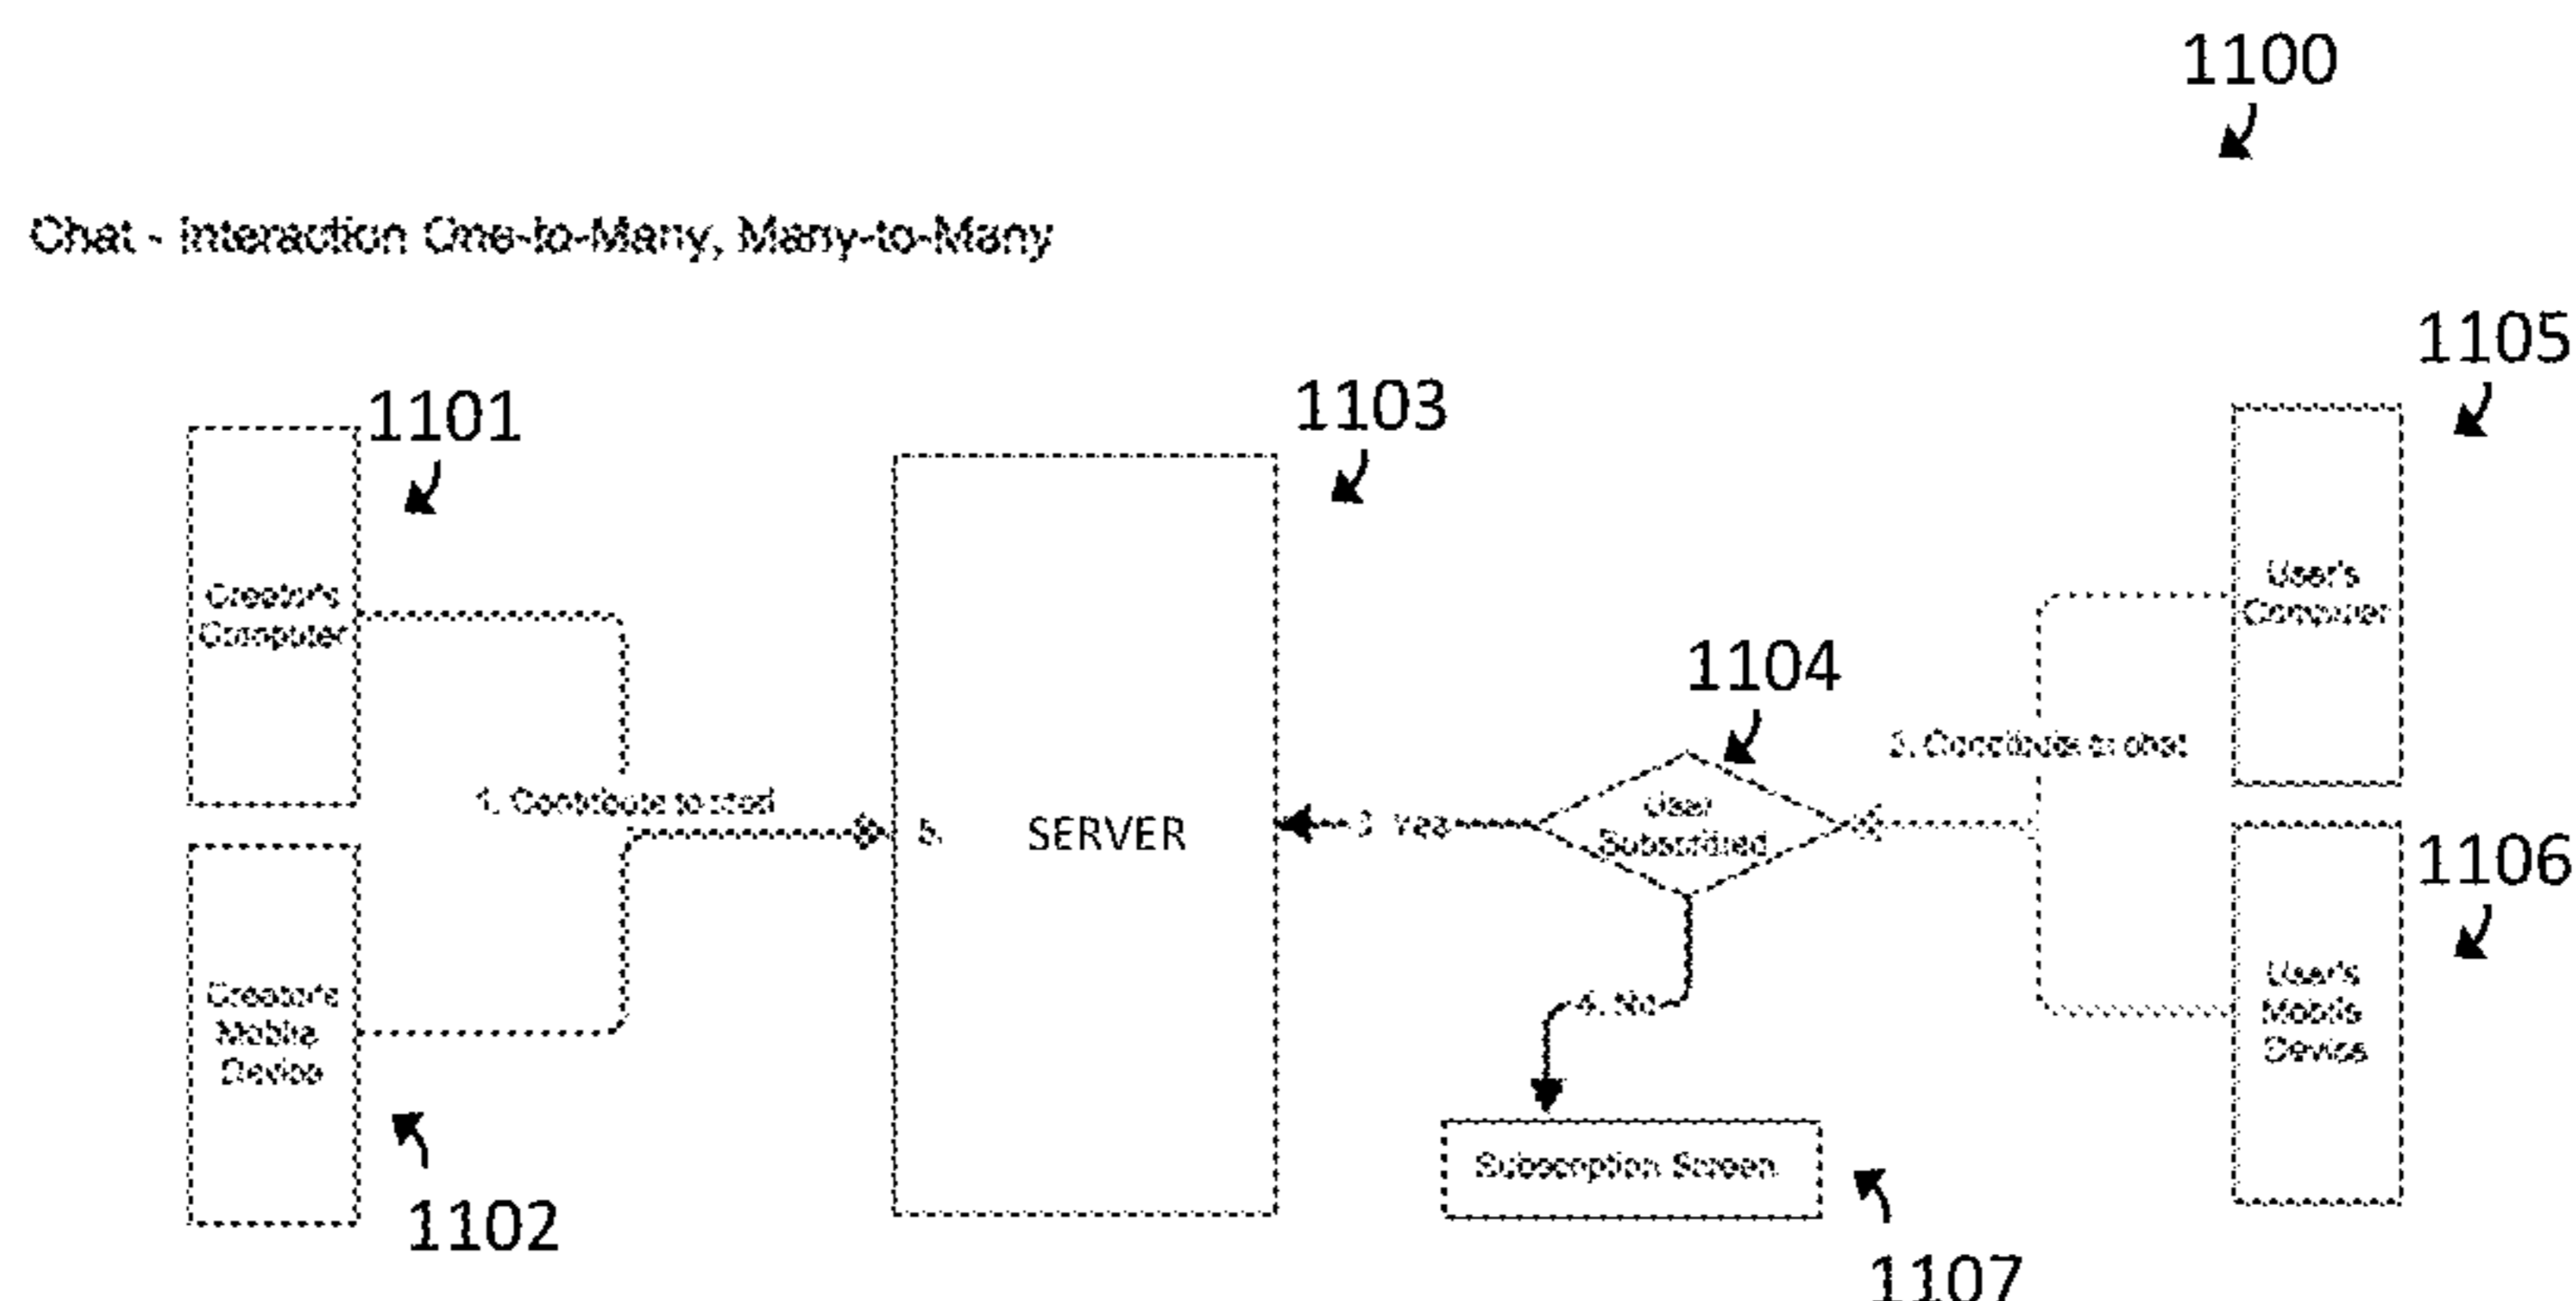 1100
Chat - Interaction One-to-Many, Many-to-Many
1101
1103
1105
Creator's
Computer
User's
Computer
1104
2. Contribute to chat
1. Contribute to
5.
SERVER
3. Yes
User
Subscribed
1106
Creator's
Mobile
Device
4. No
User's
Mobile
Device
Subscription Screen
1102
1107